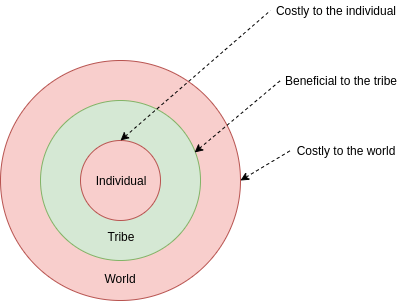 Costly to the individual
Beneficial to the tribe
Costly to the world
Individual
Tribe
World